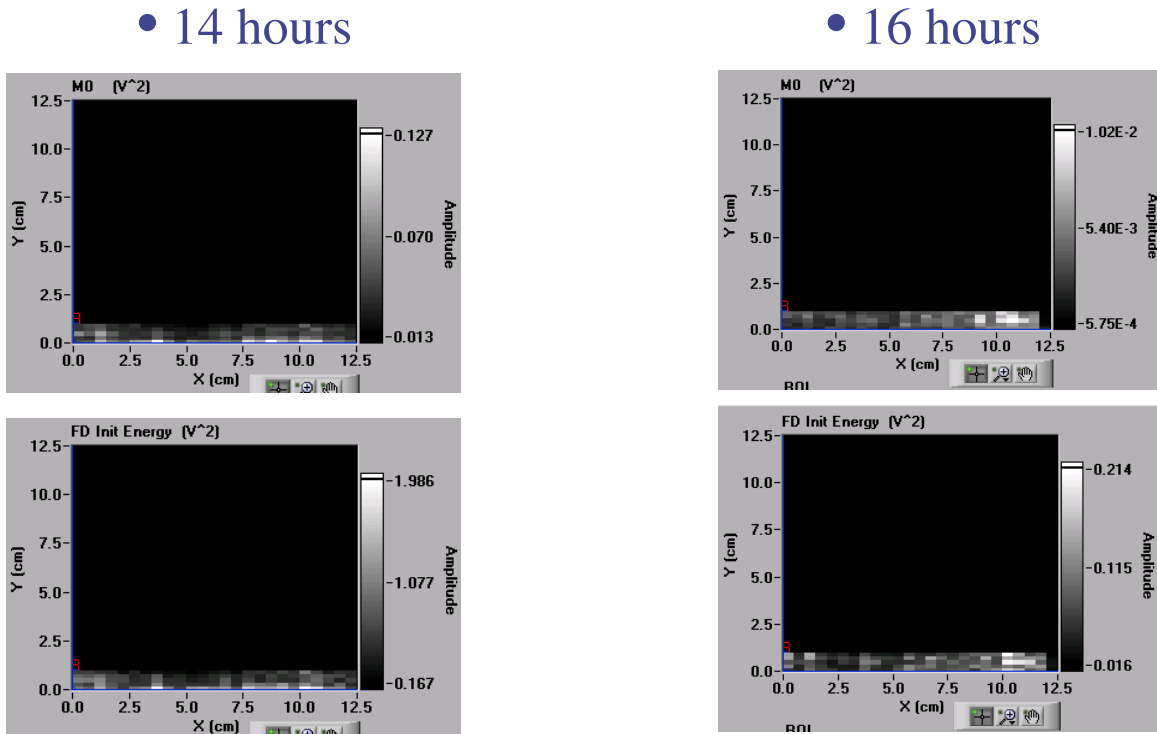 • 14 hours
• 16 hours
M0 (V^2)
12.5
10.0
7.5
5.0
2.5
0.0
Y (cm)
0.0 2.5 5.0 7.5 10.0 12.5
X (cm)
0.127
0.070
0.013
Amplitude
M0 (V^2)
12.5
10.0
7.5
5.0
2.5
0.0
Y (cm)
0.0 2.5 5.0 7.5 10.0 12.5
X (cm)
1.02E-2
5.40E-3
5.75E-4
Amplitude
ROI
FD Init Energy (V^2)
12.5
10.0
7.5
5.0
2.5
0.0
Y (cm)
0.0 2.5 5.0 7.5 10.0 12.5
X (cm)
1.986
1.077
0.167
Amplitude
FD Init Energy (V^2)
12.5
10.0
7.5
5.0
2.5
0.0
Y (cm)
0.0 2.5 5.0 7.5 10.0 12.5
X (cm)
0.214
0.115
0.016
Amplitude
ROI